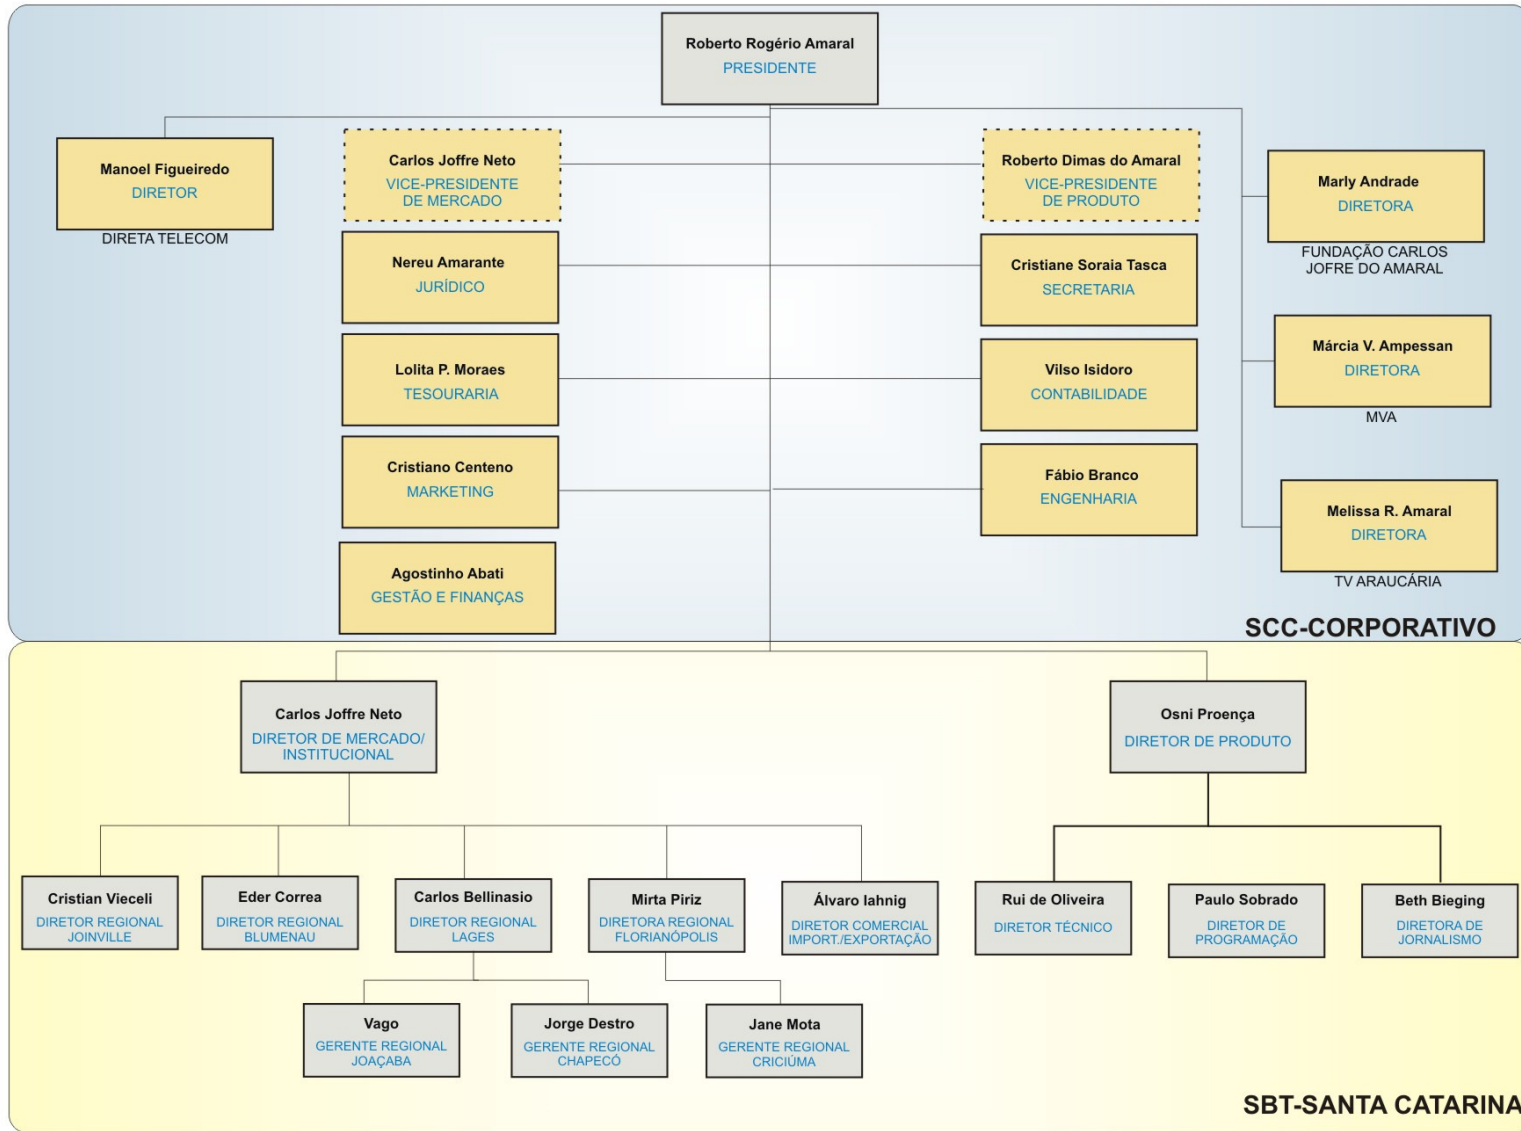 Roberto Rogério Amaral
PRESIDENTE
Manoel Figueiredo
DIRETOR
DIRETA TELECOM
Carlos Joffre Neto
VICE-PRESIDENTE
DE MERCADO
Roberto Dimas do Amaral
VICE-PRESIDENTE
DE PRODUTO
Marly Andrade
DIRETORA
FUNDAÇÃO CARLOS
JOFRE DO AMARAL
Nereu Amarante
JURÍDICO
Cristiane Soraia Tasca
SECRETARIA
Márcia V. Ampessan
DIRETORA
MVA
Lolita P. Moraes
TESOURARIA
Vilso Isidoro
CONTABILIDADE
Cristiano Centeno
MARKETING
Fábio Branco
ENGENHARIA
Melissa R. Amaral
DIRETORA
TV ARAUCÁRIA
Agostinho Abati
GESTÃO E FINANÇAS
SCC-CORPORATIVO
Carlos Joffre Neto
DIRETOR DE MERCADO/
INSTITUCIONAL
Osni Proença
DIRETOR DE PRODUTO
Cristian Vieceli
DIRETOR REGIONAL
JOINVILLE
Eder Correa
DIRETOR REGIONAL
BLUMENAU
Carlos Bellinasio
DIRETOR REGIONAL
LAGES
Mirta Piriz
DIRETORA REGIONAL
FLORIANÓPOLIS
Álvaro Iahnig
DIRETOR COMERCIAL
IMPORT./EXPORTAÇÃO
Rui de Oliveira
DIRETOR TÉCNICO
Paulo Sobrado
DIRETOR DE
PROGRAMAÇÃO
Beth Bieging
DIRETORA DE
JORNALISMO
Vago
GERENTE REGIONAL
JOAÇABA
Jorge Destro
GERENTE REGIONAL
CHAPECÓ
Jane Mota
GERENTE REGIONAL
CRICIÚMA
SBT-SANTA CATARINA